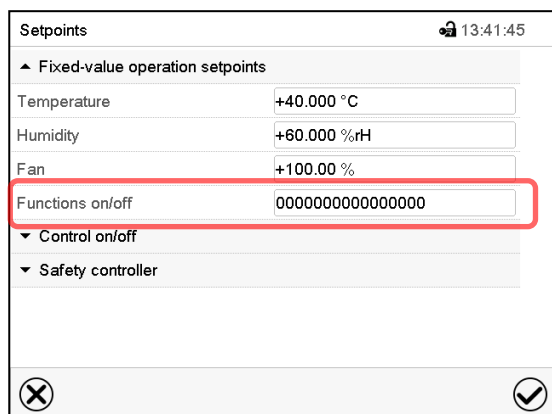 Setpoints 13:41:45
Fixed-value operation setpoints
Temperature +40.000 °C
Humidity +60.000 %rH
Fan +100.00 %
Functions on/off 0000000000000000
Control on/off
Safety controller